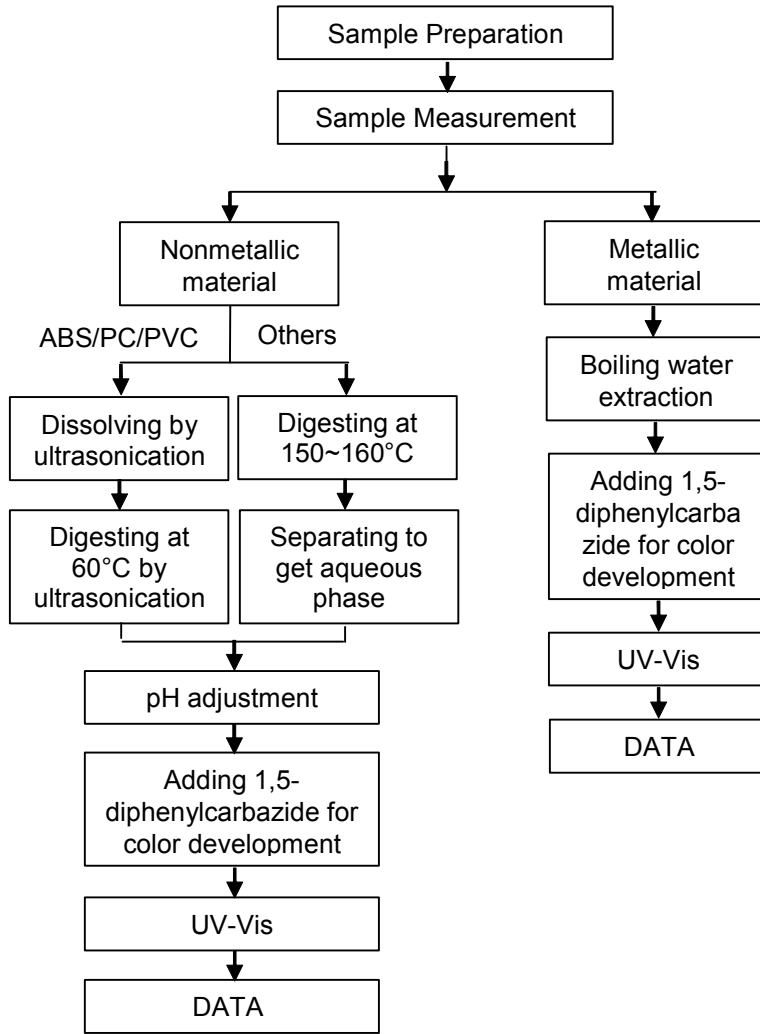 Sample Preparation
Sample Measurement
Nonmetallic
material
ABS/PC/PVC
Others
Dissolving by
ultrasonication
Digesting at
150~160°C
Digesting at
60°C by
ultrasonication
Separating to
get aqueous
phase
pH adjustment
Adding 1,5-
diphenylcarbazide for
color development
UV-Vis
DATA
Metallic
material
Boiling water
extraction
Adding 1,5-
diphenylcarba
zide for color
development
UV-Vis
DATA